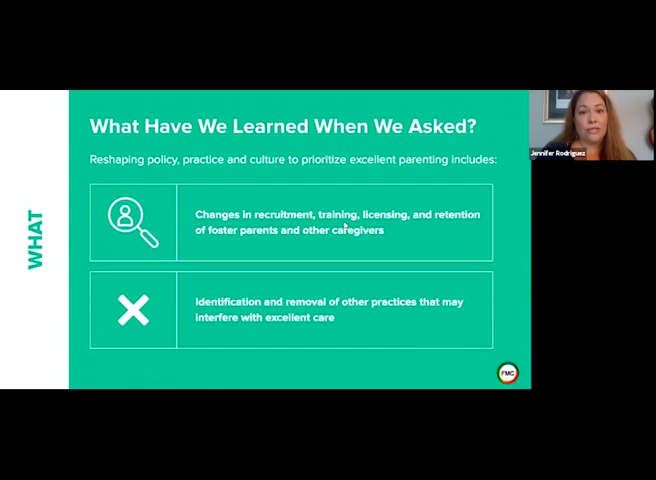 What Have We Learned When We Asked?
Reshaping policy, practice and culture to prioritize excellent parenting includes:
WHAT
Changes in recruitment, training, licensing, and retention
of foster parents and other caregivers
Identification and removal of other practices that may
interfere with excellent care
FMC
Jennifer Rodriguez